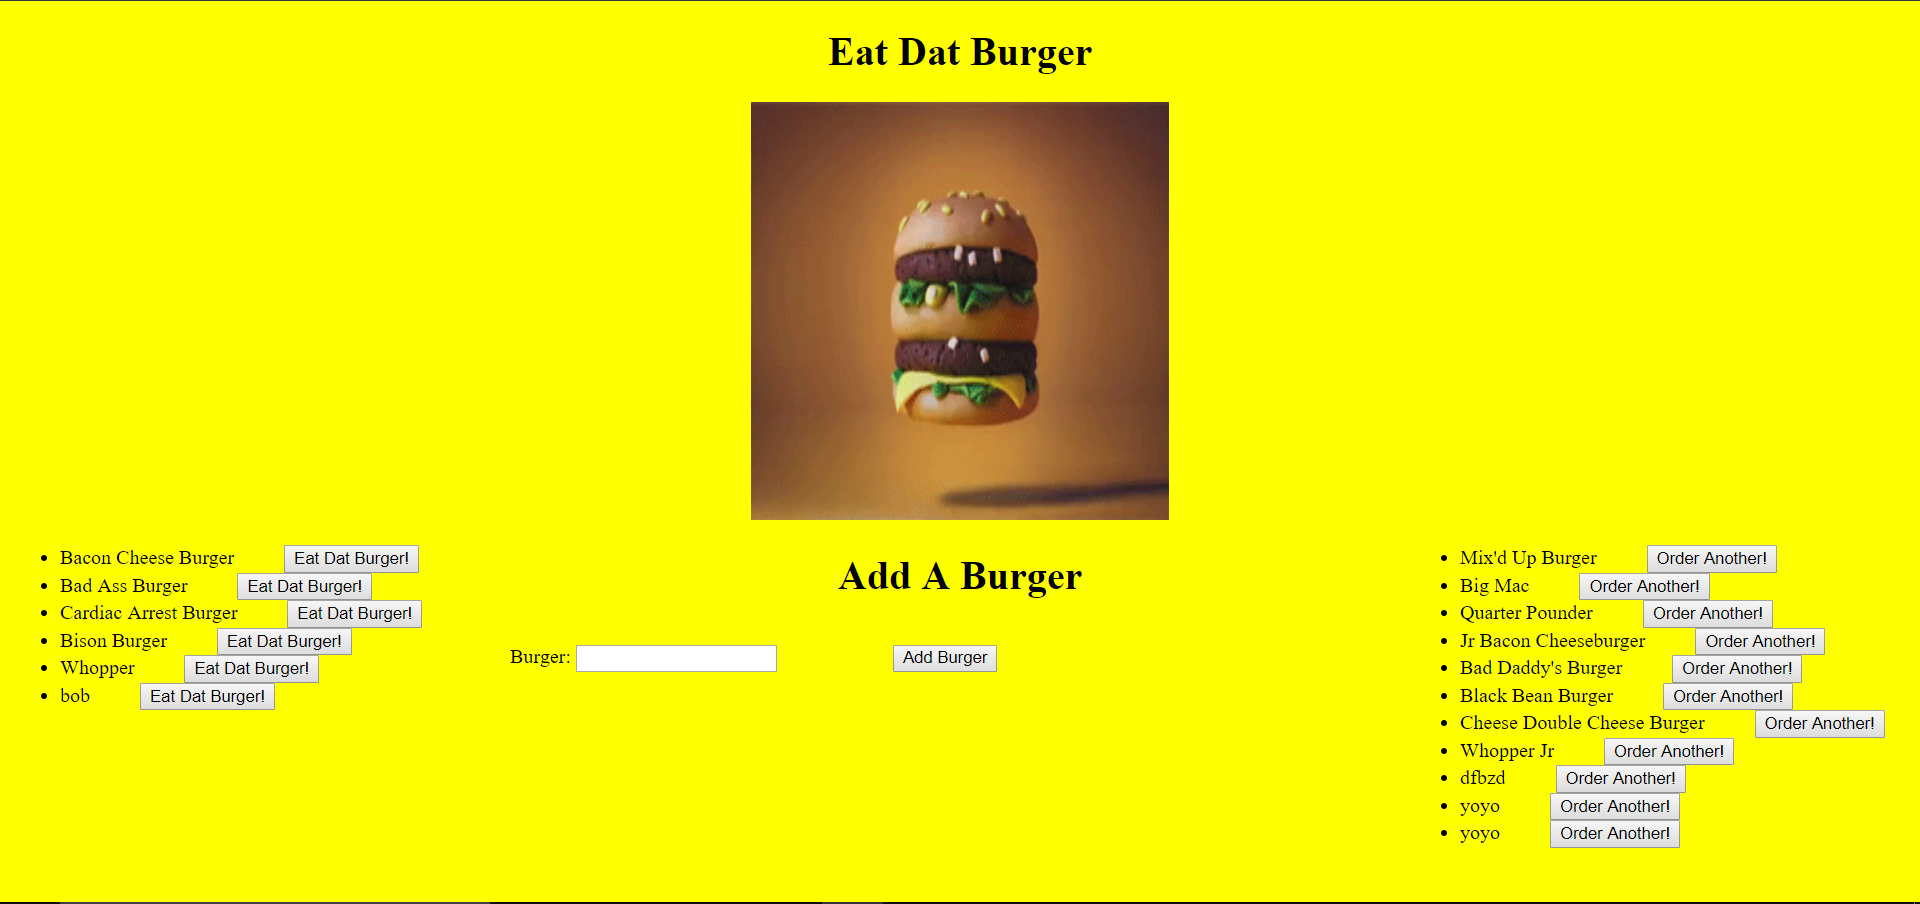 Eat Dat Burger
Bacon Cheese Burger Eat Dat Burger!
Bad Ass Burger Eat Dat Burger!
Cardiac Arrest Burger Eat Dat Burger!
Bison Burger Eat Dat Burger!
Whopper Eat Dat Burger!
bob Eat Dat Burger!
Add A Burger
Burger: Add Burger
Mix'd Up Burger Order Another!
Big Mac Order Another!
Quarter Pounder Order Another!
Jr Bacon Cheeseburger Order Another!
Bad Daddy's Burger Order Another!
Black Bean Burger Order Another!
Cheese Double Cheese Burger Order Another!
Whopper Jr Order Another!
dfbzd Order Another!
yoyo Order Another!
yoyo Order Another!